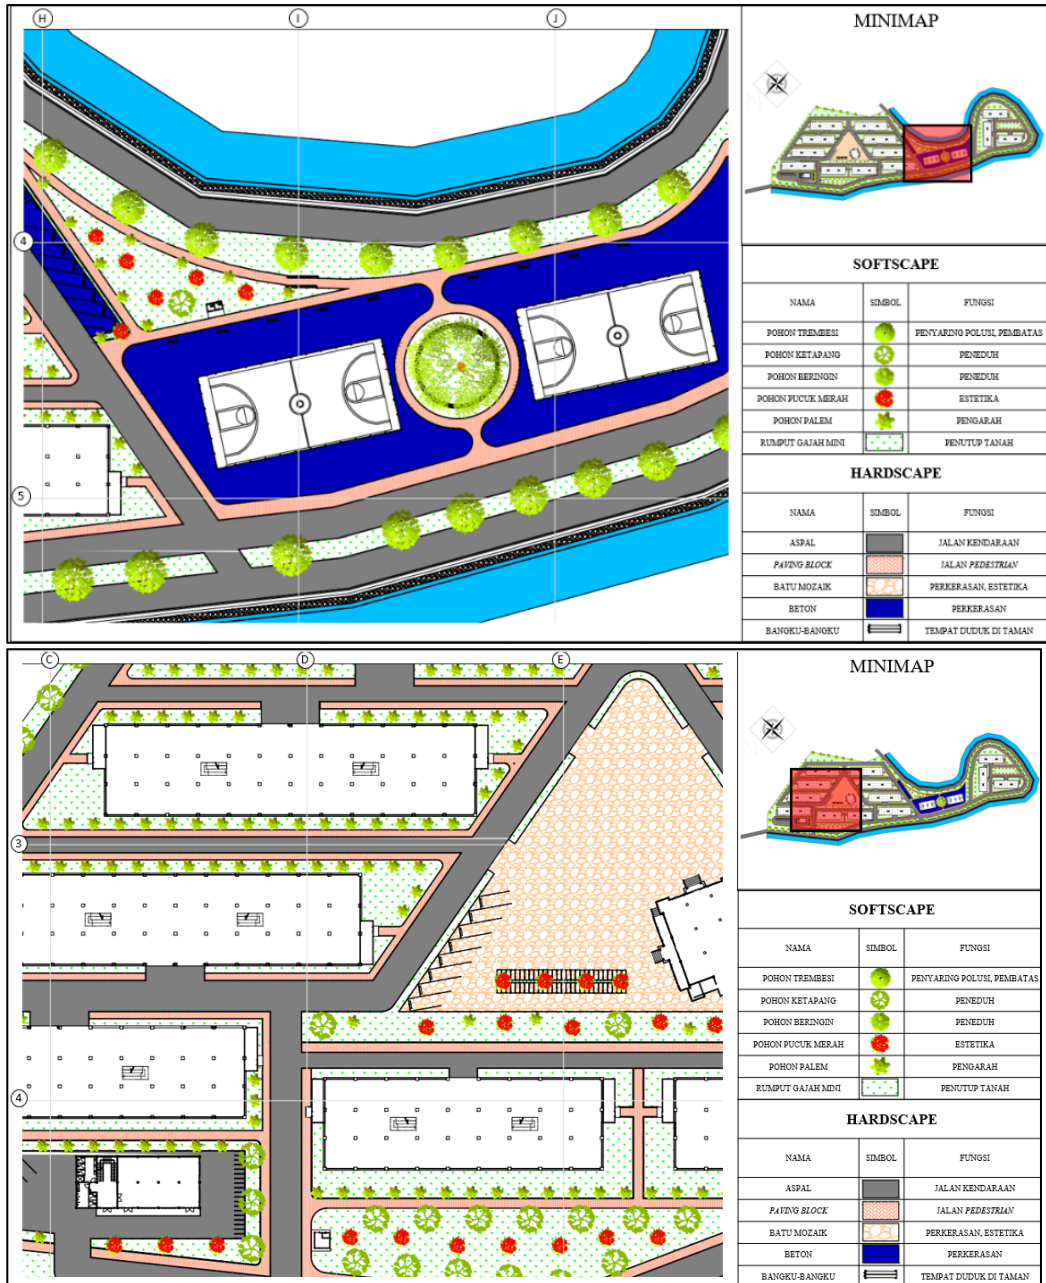 H I J
MINIMAP
4
5
SOFTSCAPE
NAMA SIMBOL FUNGSI
POHON TREMBESI PENYARING POLUSI, PEMBATAS
POHON KETAPANG PENEDUH
POHON BERINGIN PENEDUH
POHON PUCUK MERAH ESTETIKA
POHON PALEM PENGARAH
RUMPUT GAJAH MINI PENUTUP TANAH
HARDSCAPE
NAMA SIMBOL FUNGSI
ASPAL JALAN KENDARAAN
PAVING BLOCK JALAN PEDESTRIAN
BATU MOZAIK PERKERASAN, ESTETIKA
BETON PERKERASAN
BANGKU-BANGKU TEMPAT DUDUK DI TAMAN
C D E
MINIMAP
3
4
SOFTSCAPE
NAMA SIMBOL FUNGSI
POHON TREMBESI PENYARING POLUSI, PEMBATAS
POHON KETAPANG PENEDUH
POHON BERINGIN PENEDUH
POHON PUCUK MERAH ESTETIKA
POHON PALEM PENGARAH
RUMPUT GAJAH MINI PENUTUP TANAH
HARDSCAPE
NAMA SIMBOL FUNGSI
ASPAL JALAN KENDARAAN
PAVING BLOCK JALAN PEDESTRIAN
BATU MOZAIK PERKERASAN, ESTETIKA
BETON PERKERASAN
BANGKU-BANGKU TEMPAT DUDUK DI TAMAN